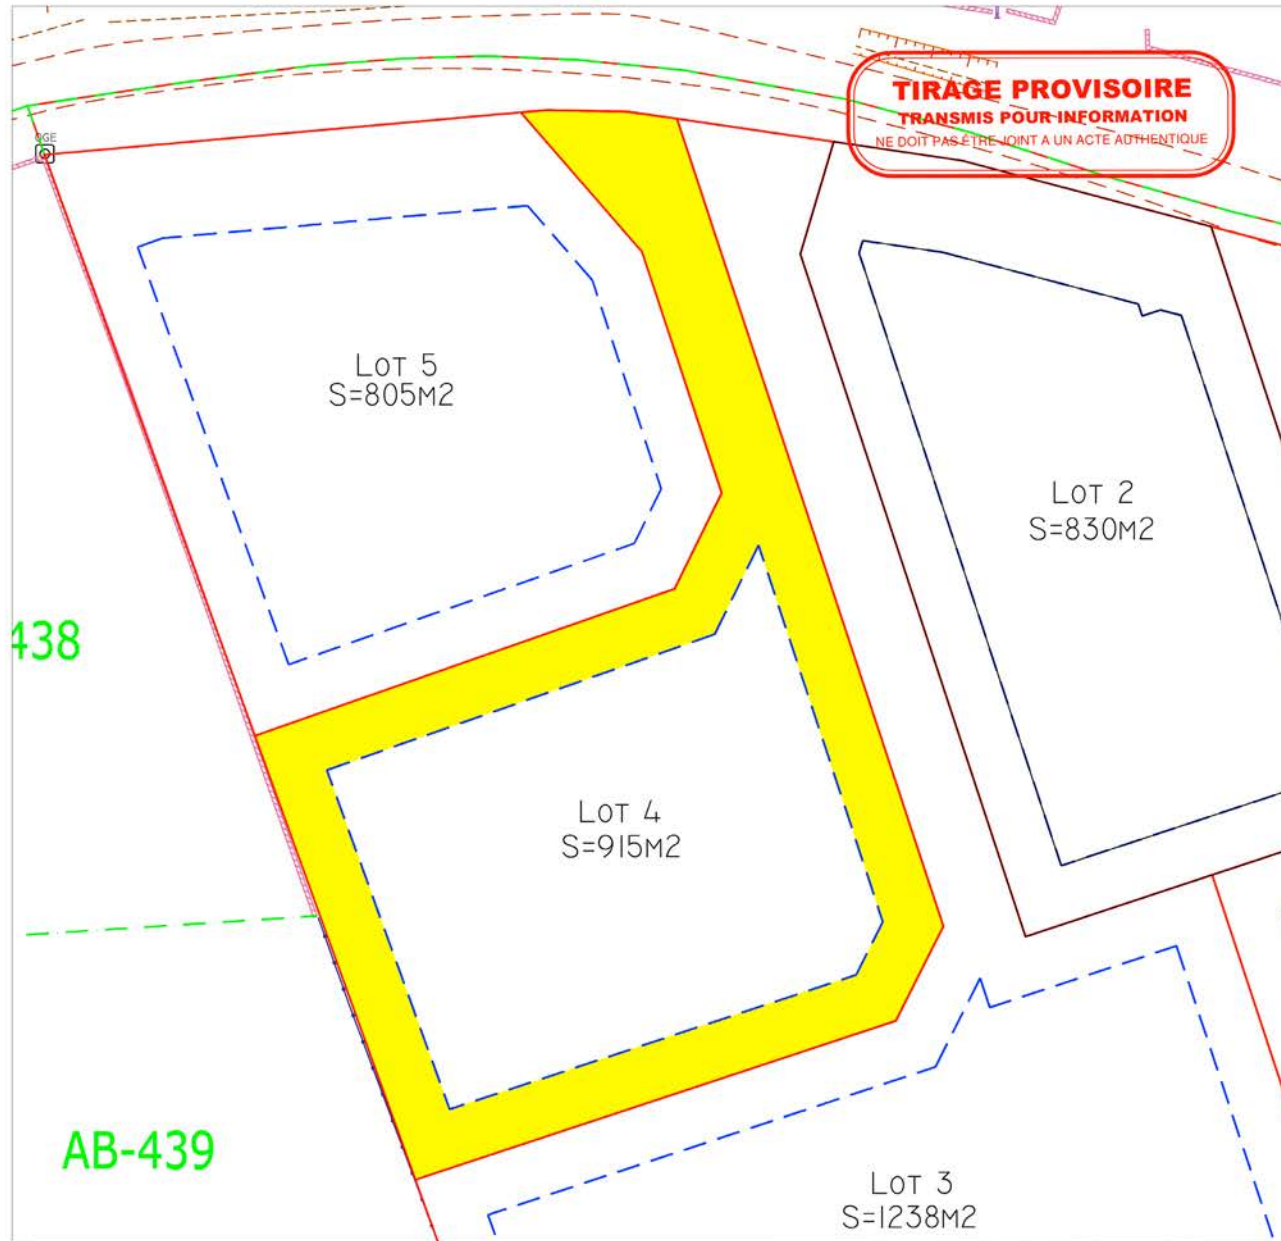 TIRAGE PROVISOIRE
TRANSMIS POUR INFORMATION
NE DOIT PAS ÊTRE JOINT A UN ACTE AUTHENTIQUE
OGE
LOT 5
S=805M2
LOT 2
S=830M2
438
LOT 4
S=915M2
AB-439
LOT 3
S=1238M2